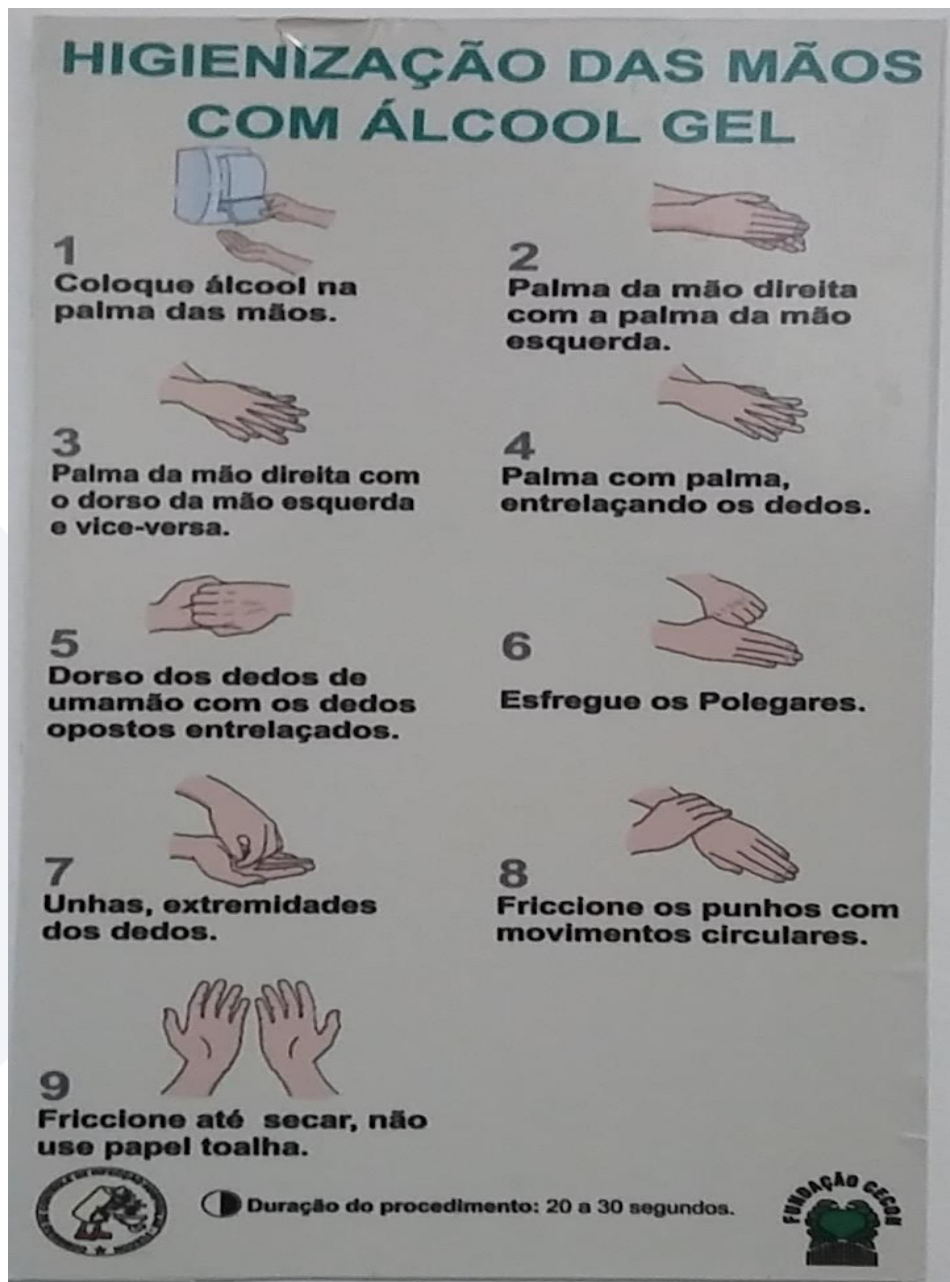 HIGIENIZAÇÃO DAS MÃOS
COM ÁLCOOL GEL
1
Coloque álcool na
palma das mãos.
2
Palma da mão direita
com a palma da mão
esquerda.
3
Palma da mão direita com
o dorso da mão esquerda
e vice-versa.
4
Palma com palma,
entrelaçando os dedos.
5
Dorso dos dedos de
umamão com os dedos
opostos entrelaçados.
6
Esfregue os Polegares.
7
Unhas, extremidades
dos dedos.
8
Friccione os punhos com
movimentos circulares.
9
Friccione até secar, não
use papel toalha.
Duração do procedimento: 20 a 30 segundos.
FUNDAÇÃO CECON